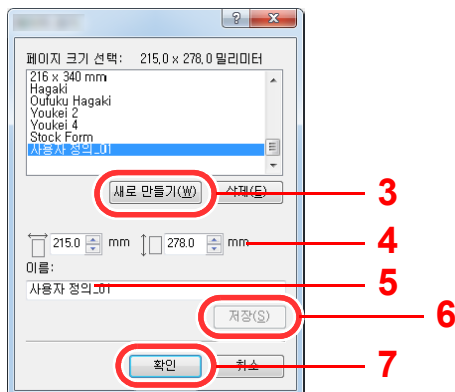 ?
페이지 크기 선택: 215.0 x 278.0 밀리미터
216 x 340 mm
Hagaki
Oufuku Hagaki
Youkei 2
Youkei 4
Stock Form
사용자 정의_01
새로 만들기(W) 삭제(E) 3
215.0 mm 278.0 mm 4
이름:
사용자 정의_01 5
저장(S) 6
확인 취소 7